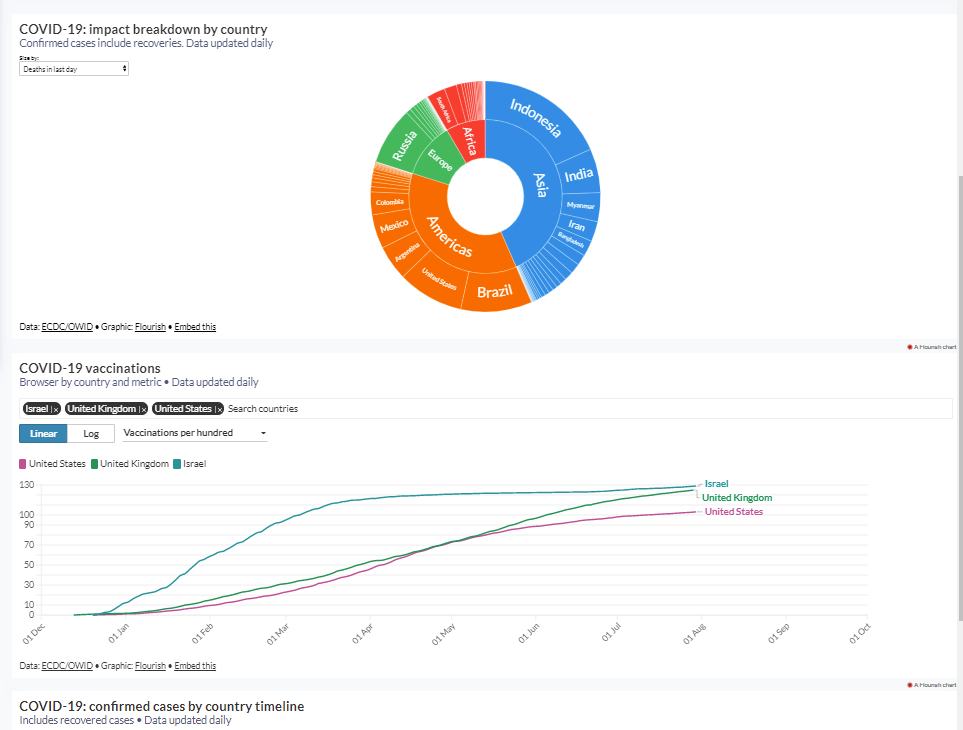 COVID-19: impact breakdown by country
Confirmed cases include recoveries. Data updated daily
Size by:
Deaths in last day
Indonesia
India
Myanmar
Iran
Bangladesh
Asia
Africa
South Africa
Europe
Russia
Americas
Colombia
Mexico
Argentina
United States
Brazil
Data: ECDC/OWID • Graphic: Flourish • Embed this
A Flourish chart
COVID-19 vaccinations
Browser by country and metric • Data updated daily
Israel | × United Kingdom | × United States | × Search countries
Linear Log Vaccinations per hundred
United States United Kingdom Israel
130
100
90
70
50
30
10
0
Israel
United Kingdom
United States
01 Dec 01 Jan 01 Feb 01 Mar 01 Apr 01 May 01 Jun 01 Jul 01 Aug 01 Sep 01 Oct
Data: ECDC/OWID • Graphic: Flourish • Embed this
A Flourish chart
COVID-19: confirmed cases by country timeline
Includes recovered cases • Data updated daily